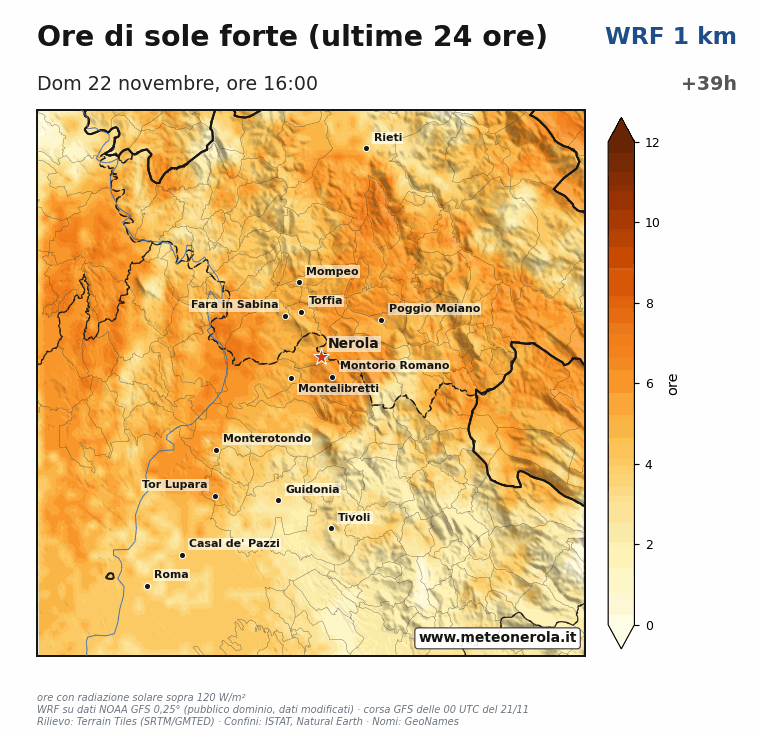 Ore di sole forte (ultime 24 ore)
WRF 1 km
Dom 22 novembre, ore 16:00
+39h
Rieti
Mompeo
Toffia
Fara in Sabina
Poggio Moiano
Nerola
Montorio Romano
Montelibretti
Monterotondo
Tor Lupara
Guidonia
Tivoli
Casal de' Pazzi
Roma
www.meteonerola.it
12
10
8
6
4
2
0
ore
ore con radiazione solare sopra 120 W/m²
WRF su dati NOAA GFS 0,25° (pubblico dominio, dati modificati) · corsa GFS delle 00 UTC del 21/11
Rilievo: Terrain Tiles (SRTM/GMTED) · Confini: ISTAT, Natural Earth · Nomi: GeoNames